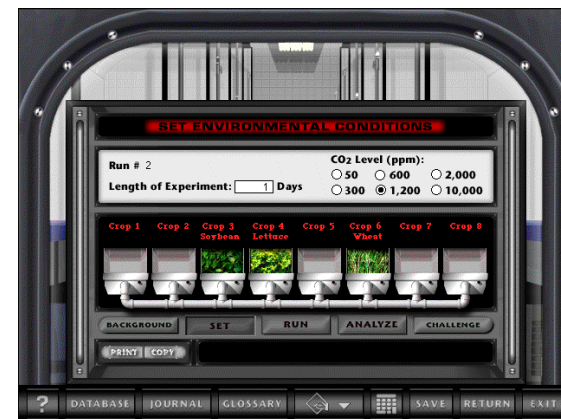 SET ENVIRONMENTAL CONDITIONS
Run # 2
Length of Experiment: 1 Days
CO2 Level (ppm):
50 600 2,000
300 1,200 10,000
Crop 1 Crop 2 Crop 3 Crop 4 Crop 5 Crop 6 Crop 7 Crop 8
Soybean Lettuce Wheat
BACKGROUND SET RUN ANALYZE CHALLENGE
PRINT COPY
? DATABASE JOURNAL GLOSSARY SAVE RETURN EXIT